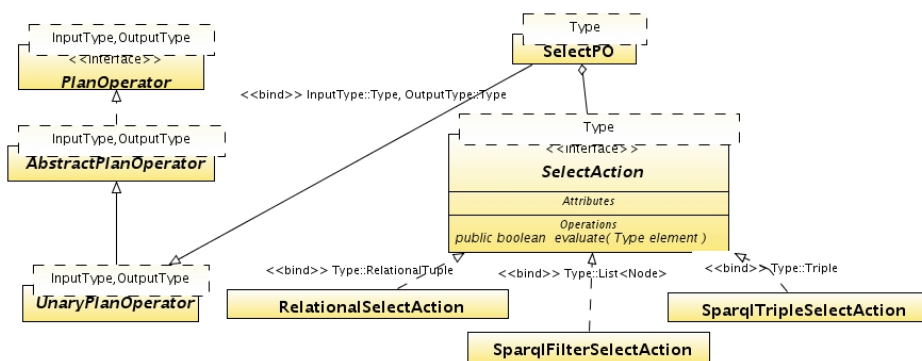 InputType,OutputType
<<interface>>
PlanOperator
Type
SelectPO
<<bind>> InputType::Type, OutputType::Type
InputType,OutputType
AbstractPlanOperator
Type
<<interface>>
SelectAction
Attributes
Operations
public boolean evaluate( Type element )
InputType,OutputType
UnaryPlanOperator
<<bind>> Type::RelationalTuple
<<bind>> Type::List<Node>
<<bind>> Type::Triple
RelationalSelectAction
SparqlTripleSelectAction
SparqlFilterSelectAction